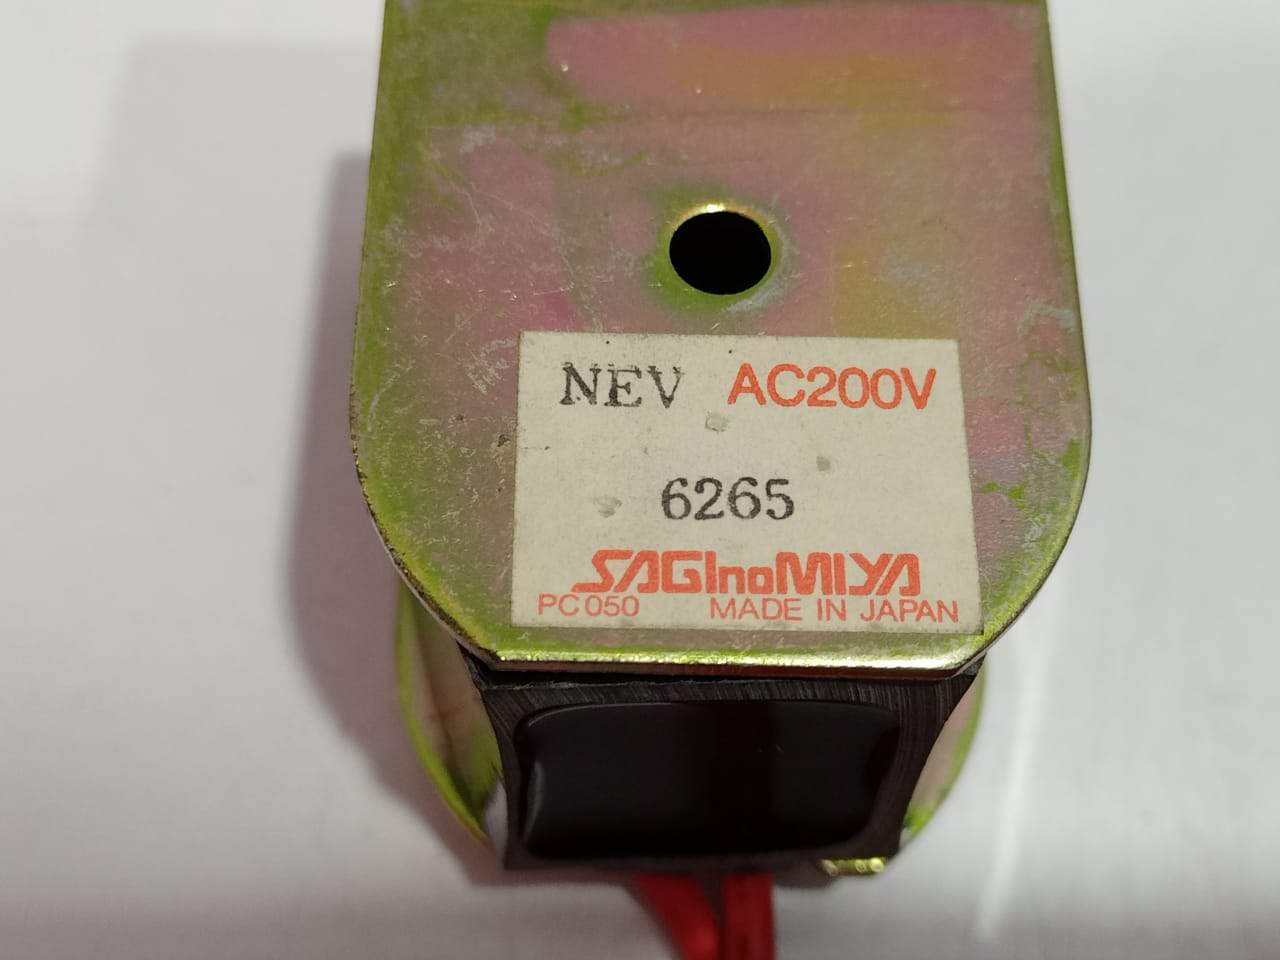 NEV AC200V
6265
SAGInoMIYA
PC050 MADE IN JAPAN